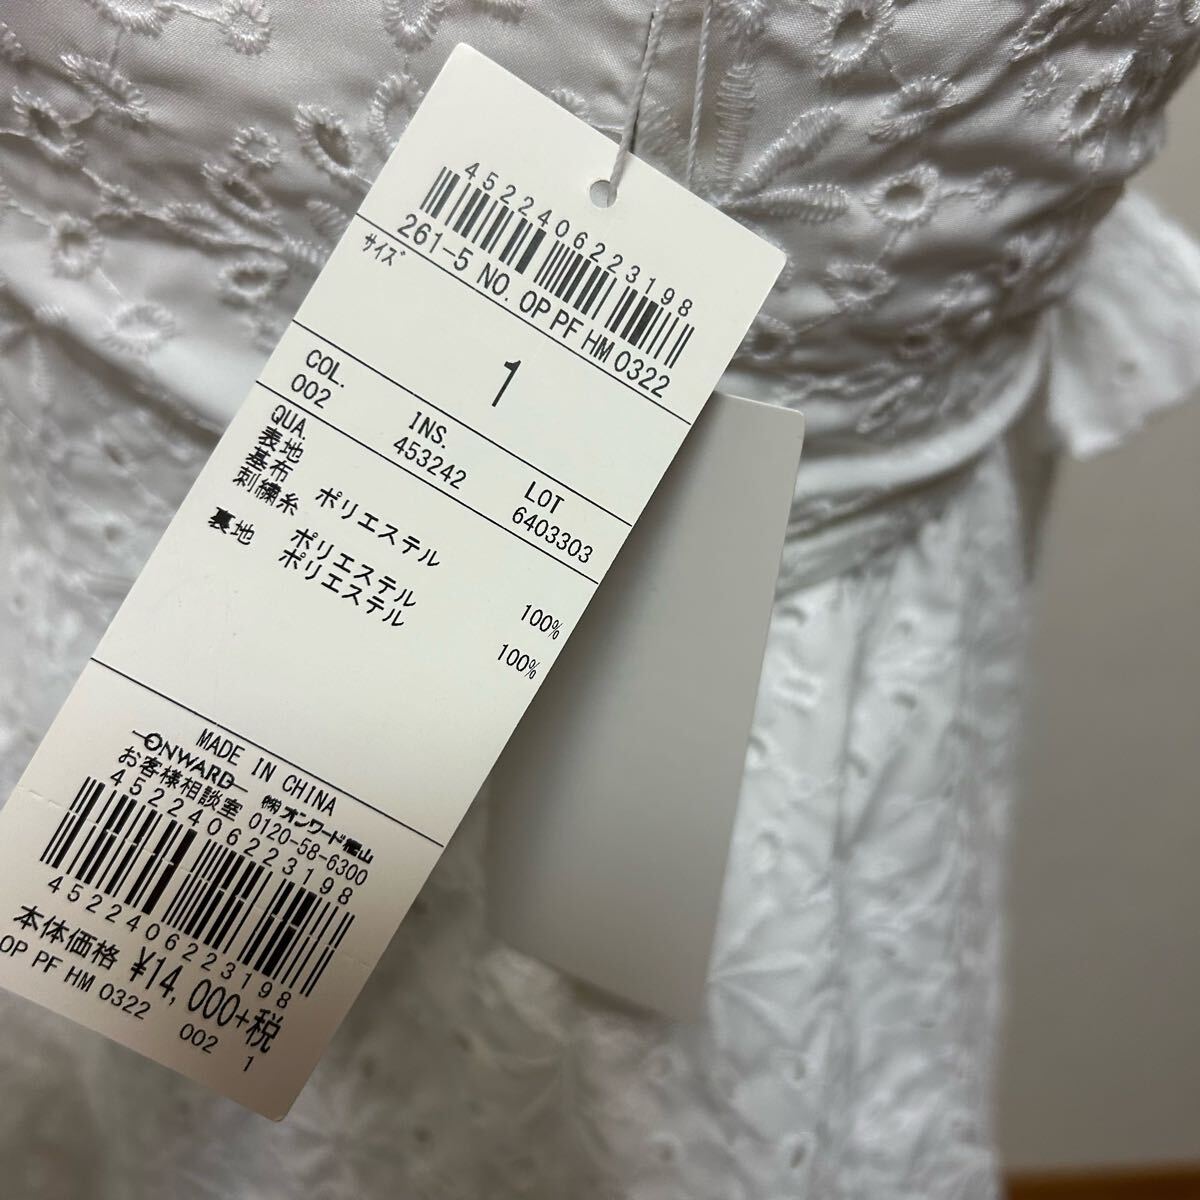 4522406223198
261-5 NO. OP PF HM 0322
サイズ
1
COL. INS. LOT
002 453242 6403303
QUA.
表地
基布 ポリエステル 100%
刺繍糸 ポリエステル
裏地 ポリエステル 100%
MADE IN CHINA
ONWARD ㈱オンワード樫山
お客様相談室 0120-58-6300
4522406223198
4522406223198
本体価格 ¥14,000+税
OP PF HM 0322 002 1